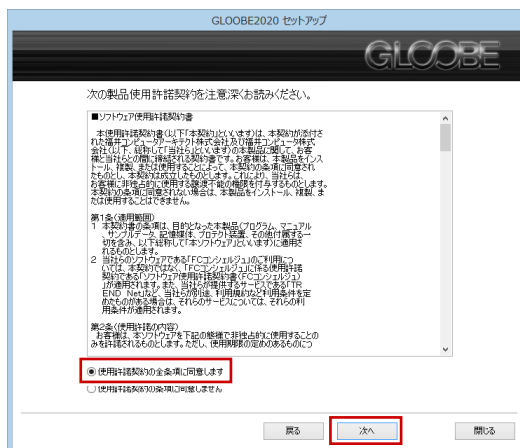 GLOOBE2020 セットアップ
GLOOBE
次の製品使用許諾契約を注意深くお読みください。
■ソフトウェア使用許諾契約書
本使用許諾契約書(以下「本契約」といいます)は、本契約が添付さ
れた福井コンピュータアーキテクト株式会社及び福井コンピュータ株式
会社(以下、総称して「当社ら」といいます)の本製品に関して、お客
様と当社らとの間に締結される契約書です。お客様は、本製品をインス
トール、複製、または使用することによって、本契約の条項に同意され
たものとし、本契約は成立したものとします。これにより、当社らは、
お客様に非独占的に使用する譲渡不能の権限を付与するものとします。
本契約の条項に同意されない場合は、本製品をインストール、複製、ま
たは使用することはできません。
第1条(適用範囲)
1 本契約書の条項は、目的となった本製品(プログラム、マニュアル
、サンプルデータ、記憶媒体、プロテクト装置、その他付属する一
切を含み、以下総称して「本ソフトウェア」といいます)に適用さ
れるものとします。
2 当社らのソフトウェアである「FCコンシェルジュ」のご利用につ
いては、本契約ではなく、「FCコンシェルジュ」に係る使用許諾
契約である「ソフトウェア使用許諾契約書(FCコンシェルジュ)
」が適用されます。また、当社らが提供するサービスである「TR
END Net」など、当社らが別途、利用規約など利用条件を定
めたものがある場合は、それらのサービスについては、それらの利
用条件が適用されます。
第2条(使用許諾の内容)
お客様は、本ソフトウェアを下記の態様で非独占的に使用することの
みを許諾されるものとします。ただし、使用期限の定めのあるものにつ
使用許諾契約の全条項に同意します
使用許諾契約の条項に同意しません
戻る 次へ 閉じる